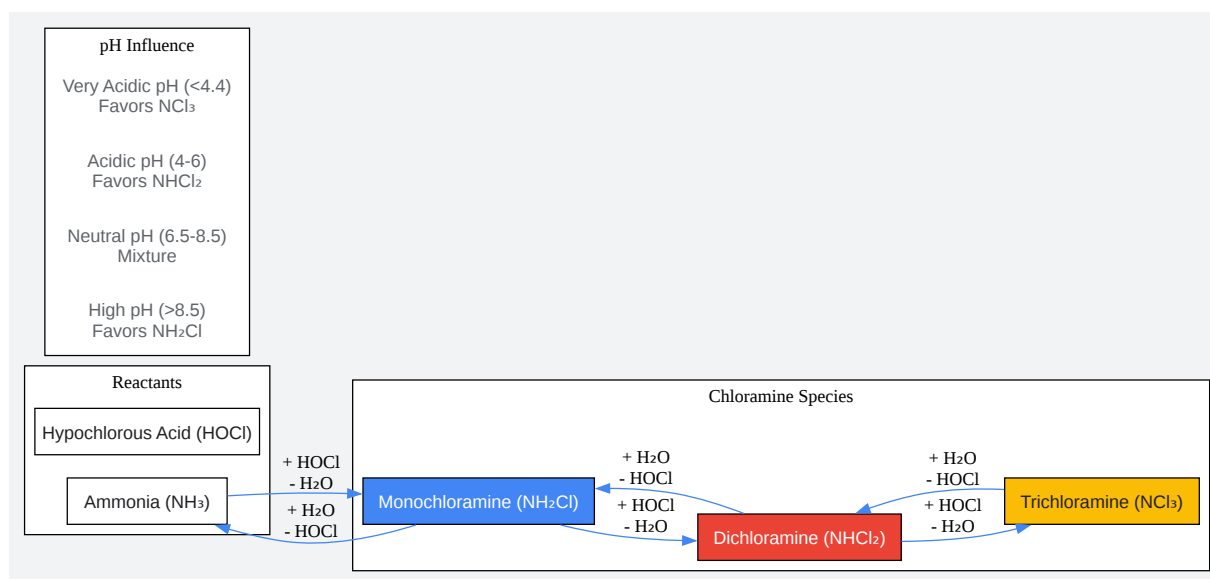 pH Influence
Very Acidic pH (<4.4)
Favors NCl₃
Acidic pH (4-6)
Favors NHCl₂
Neutral pH (6.5-8.5)
Mixture
High pH (>8.5)
Favors NH₂Cl
Reactants
Hypochlorous Acid (HOCl)
Ammonia (NH₃)
+ HOCl
- H₂O
+ H₂O
- HOCl
Chloramine Species
Monochloramine (NH₂Cl)
+ H₂O
- HOCl
+ HOCl
- H₂O
Dichloramine (NHCl₂)
+ H₂O
- HOCl
+ HOCl
- H₂O
Trichloramine (NCl₃)